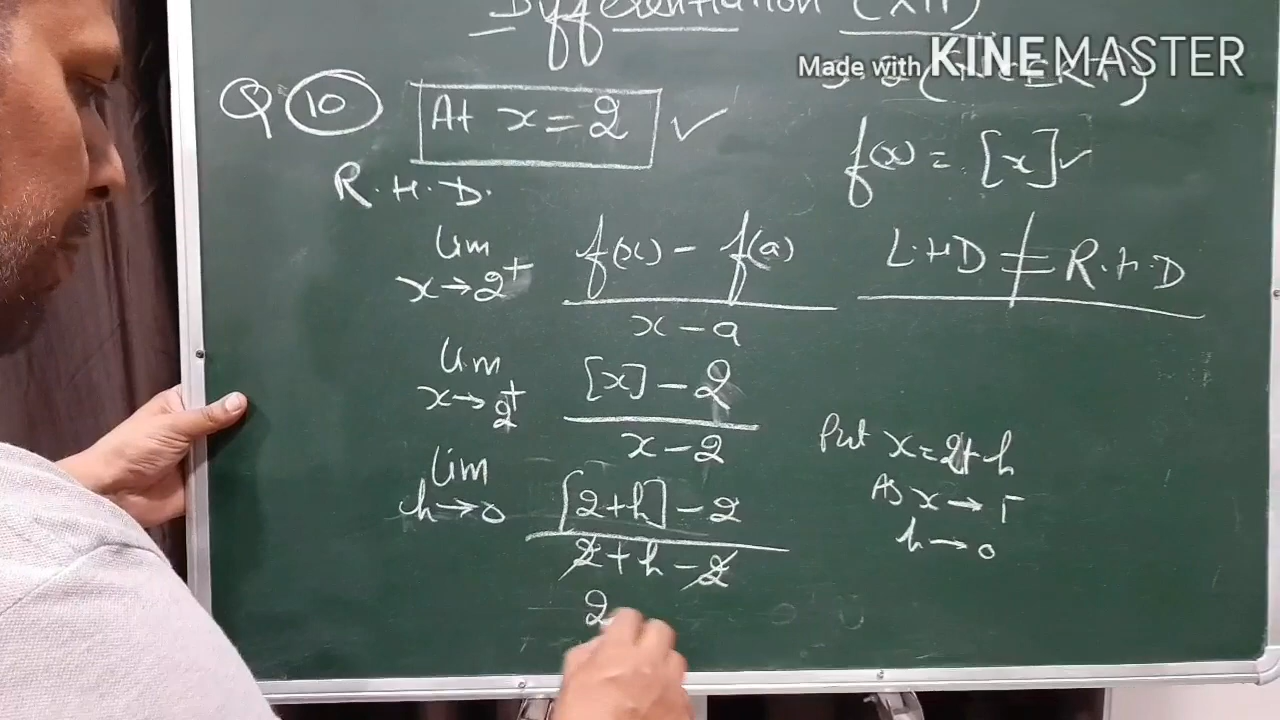 Differentiation (XII)
Made with KINEMASTER
(NCERT)
Q 10 At x = 2 ✓
f(x) = [x] ✓
R.H.D.
lim x→2⁺ f(x) - f(a) / x - a
L.H.D ≠ R.H.D
lim x→2⁺ [x] - 2 / x - 2
Put x = 2+h
lim h→0 [2+h] - 2 / 2+h-2
As x →
h→0
2